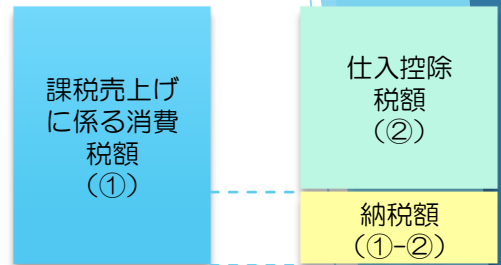 課税売上げ
に係る消費
税額
（①）
仕入控除
税額
（②）
納税額
（①-②）